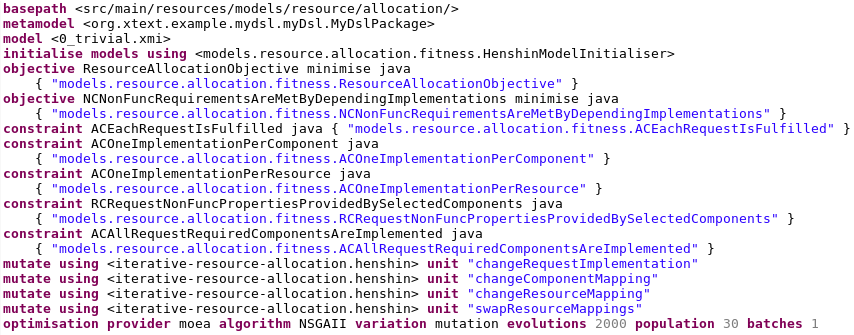 basepath <src/main/resources/models/resource/allocation/>
metamodel <org.xtext.example.mydsl.myDsl.MyDslPackage>
model <0_trivial.xmi>
initialise models using <models.resource.allocation.fitness.HenshinModelInitialiser>
objective ResourceAllocationObjective minimise java
    { "models.resource.allocation.fitness.ResourceAllocationObjective" }
objective NCNonFuncRequirementsAreMetByDependingImplementations minimise java
    { "models.resource.allocation.fitness.NCNonFuncRequirementsAreMetByDependingImplementations" }
constraint ACEachRequestIsFulfilled java { "models.resource.allocation.fitness.ACEachRequestIsFulfilled" }
constraint ACOneImplementationPerComponent java
    { "models.resource.allocation.fitness.ACOneImplementationPerComponent" }
constraint ACOneImplementationPerResource java
    { "models.resource.allocation.fitness.ACOneImplementationPerResource" }
constraint RCRequestNonFuncPropertiesProvidedBySelectedComponents java
    { "models.resource.allocation.fitness.RCRequestNonFuncPropertiesProvidedBySelectedComponents" }
constraint ACAllRequestRequiredComponentsAreImplemented java
    { "models.resource.allocation.fitness.ACAllRequestRequiredComponentsAreImplemented" }
mutate using <iterative-resource-allocation.henshin> unit "changeRequestImplementation"
mutate using <iterative-resource-allocation.henshin> unit "changeComponentMapping"
mutate using <iterative-resource-allocation.henshin> unit "changeResourceMapping"
mutate using <iterative-resource-allocation.henshin> unit "swapResourceMappings"
optimisation provider moea algorithm NSGAII variation mutation evolutions 2000 population 30 batches 1